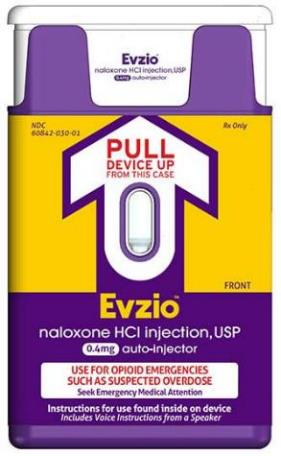 Evzio™
naloxone HCl injection, USP
0.4mg auto-injector
NDC
60842-030-01
Rx Only
PULL
DEVICE UP
FROM THIS CASE
FRONT
Evzio™
naloxone HCl injection, USP
0.4mg auto-injector
USE FOR OPIOID EMERGENCIES
SUCH AS SUSPECTED OVERDOSE
Seek Emergency Medical Attention
Instructions for use found inside on device
Includes Voice Instructions from a Speaker